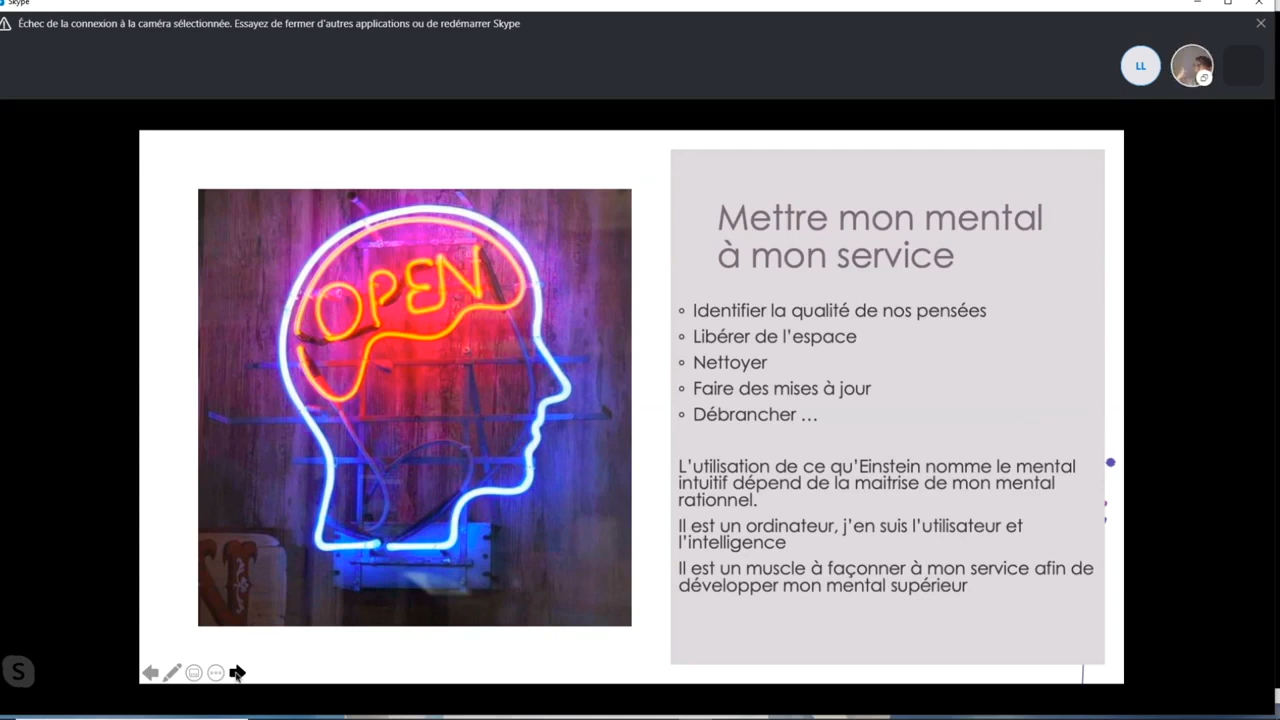 Skype
Échec de la connexion à la caméra sélectionnée. Essayez de fermer d'autres applications ou de redémarrer Skype
LL
Mettre mon mental
à mon service
OPEN
◦ Identifier la qualité de nos pensées
◦ Libérer de l'espace
◦ Nettoyer
◦ Faire des mises à jour
◦ Débrancher ...
L'utilisation de ce qu'Einstein nomme le mental
intuitif dépend de la maitrise de mon mental
rationnel.
Il est un ordinateur, j'en suis l'utilisateur et
l'intelligence
Il est un muscle à façonner à mon service afin de
développer mon mental supérieur
S